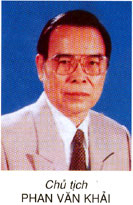 Chủ tịch
PHAN VĂN KHẢI